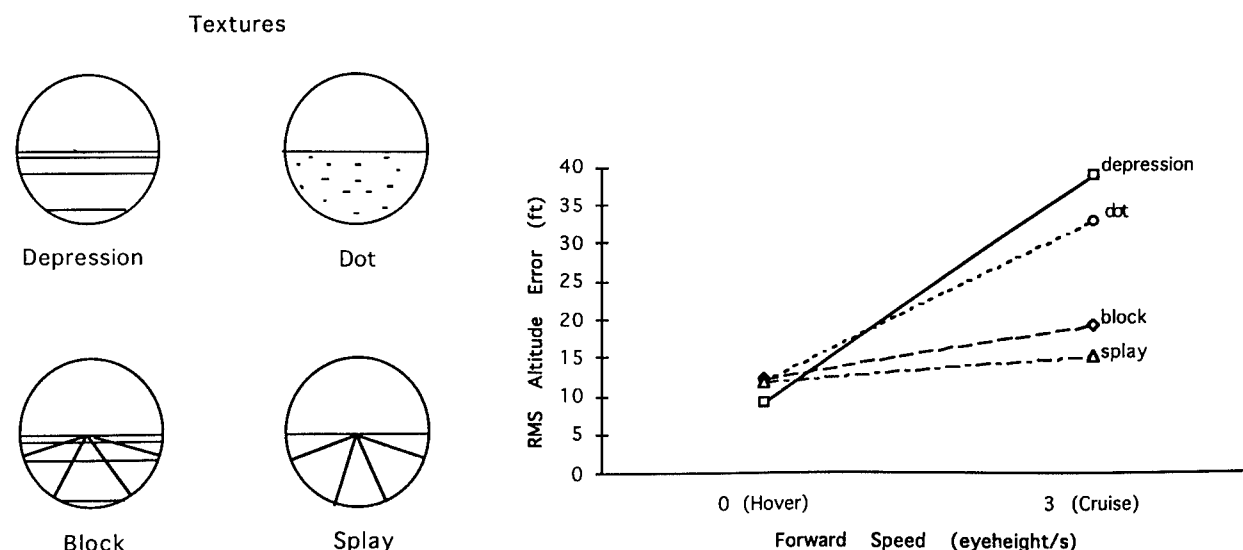 Textures
Depression
Dot
Block
Splay
RMS Altitude Error (ft)
40
35
30
25
20
15
10
5
0
depression
dot
block
splay
0 (Hover)
3 (Cruise)
Forward Speed (eyeheight/s)